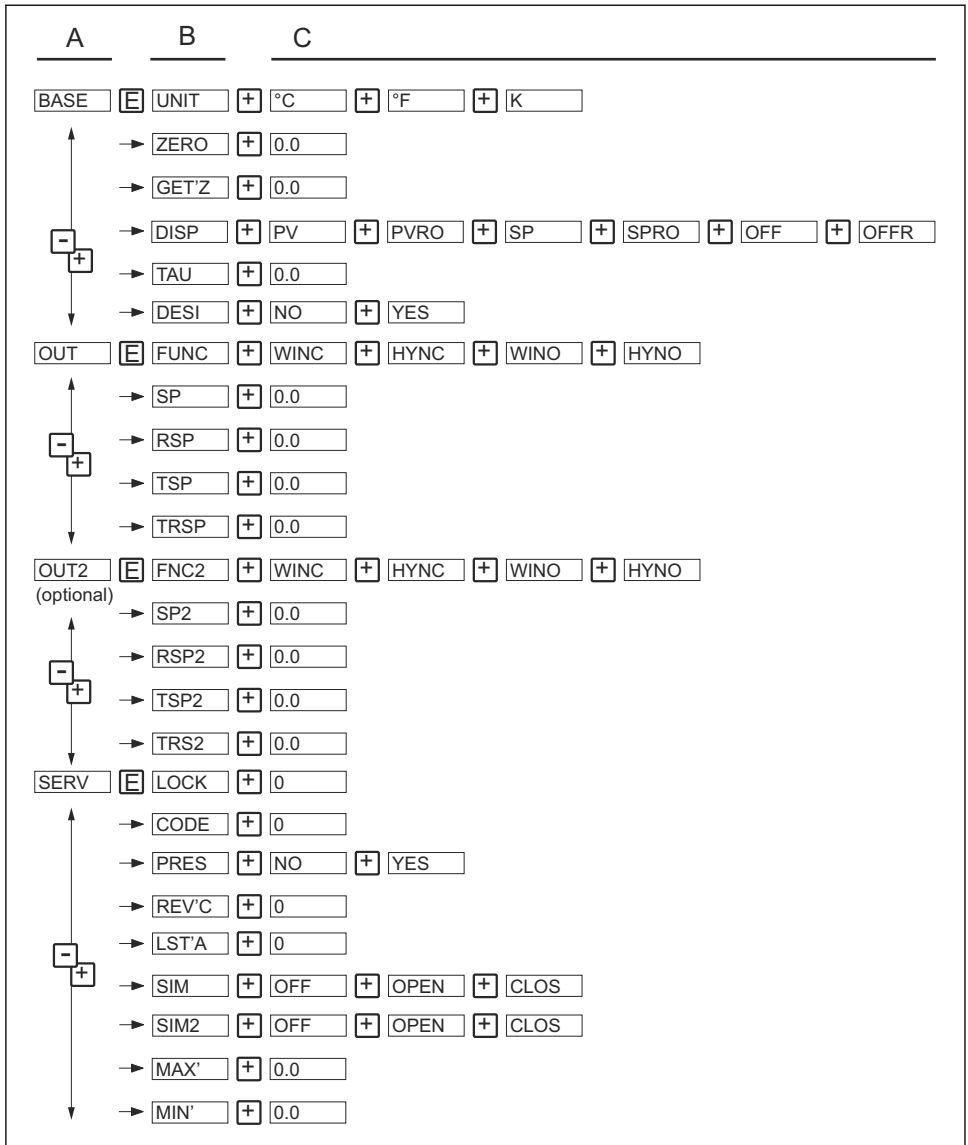 A B C
BASE E UNIT + °C + °F + K
ZERO + 0.0
GET'Z + 0.0
DISP + PV + PVRO + SP + SPRO + OFF + OFFR
- +
TAU + 0.0
DESI + NO + YES
OUT E FUNC + WINC + HYNC + WINO + HYNO
SP + 0.0
RSP + 0.0
- +
TSP + 0.0
TRSP + 0.0
OUT2 E FNC2 + WINC + HYNC + WINO + HYNO
(optional)
SP2 + 0.0
RSP2 + 0.0
- +
TSP2 + 0.0
TRS2 + 0.0
SERV E LOCK + 0
CODE + 0
PRES + NO + YES
REV'C + 0
LST'A + 0
- +
SIM + OFF + OPEN + CLOS
SIM2 + OFF + OPEN + CLOS
MAX' + 0.0
MIN' + 0.0